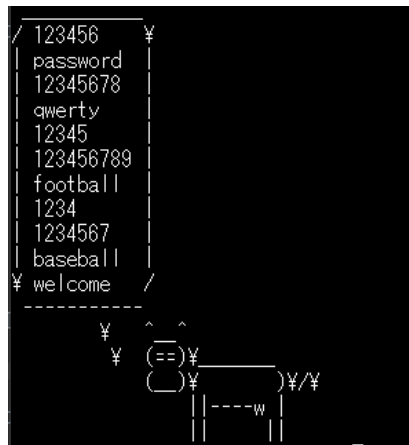 / 123456 ¥
| password |
| 12345678 |
| qwerty |
| 12345 |
| 123456789 |
| football |
| 1234 |
| 1234567 |
| baseball |
¥ welcome /
-----------
¥ ^__^
¥ (==)¥_______
(__)¥ )¥/¥
||----w |
|| ||